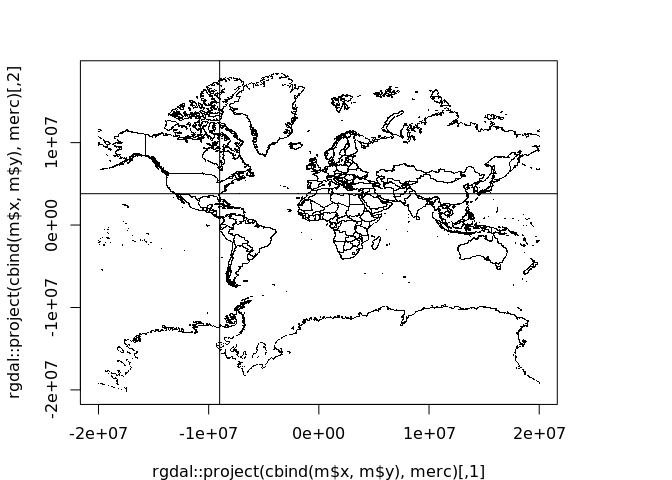 rgdal::project(cbind(m$x, m$y), merc)[,2]
1e+07
0e+00
-1e+07
-2e+07
-2e+07 -1e+07 0e+00 1e+07 2e+07
rgdal::project(cbind(m$x, m$y), merc)[,1]